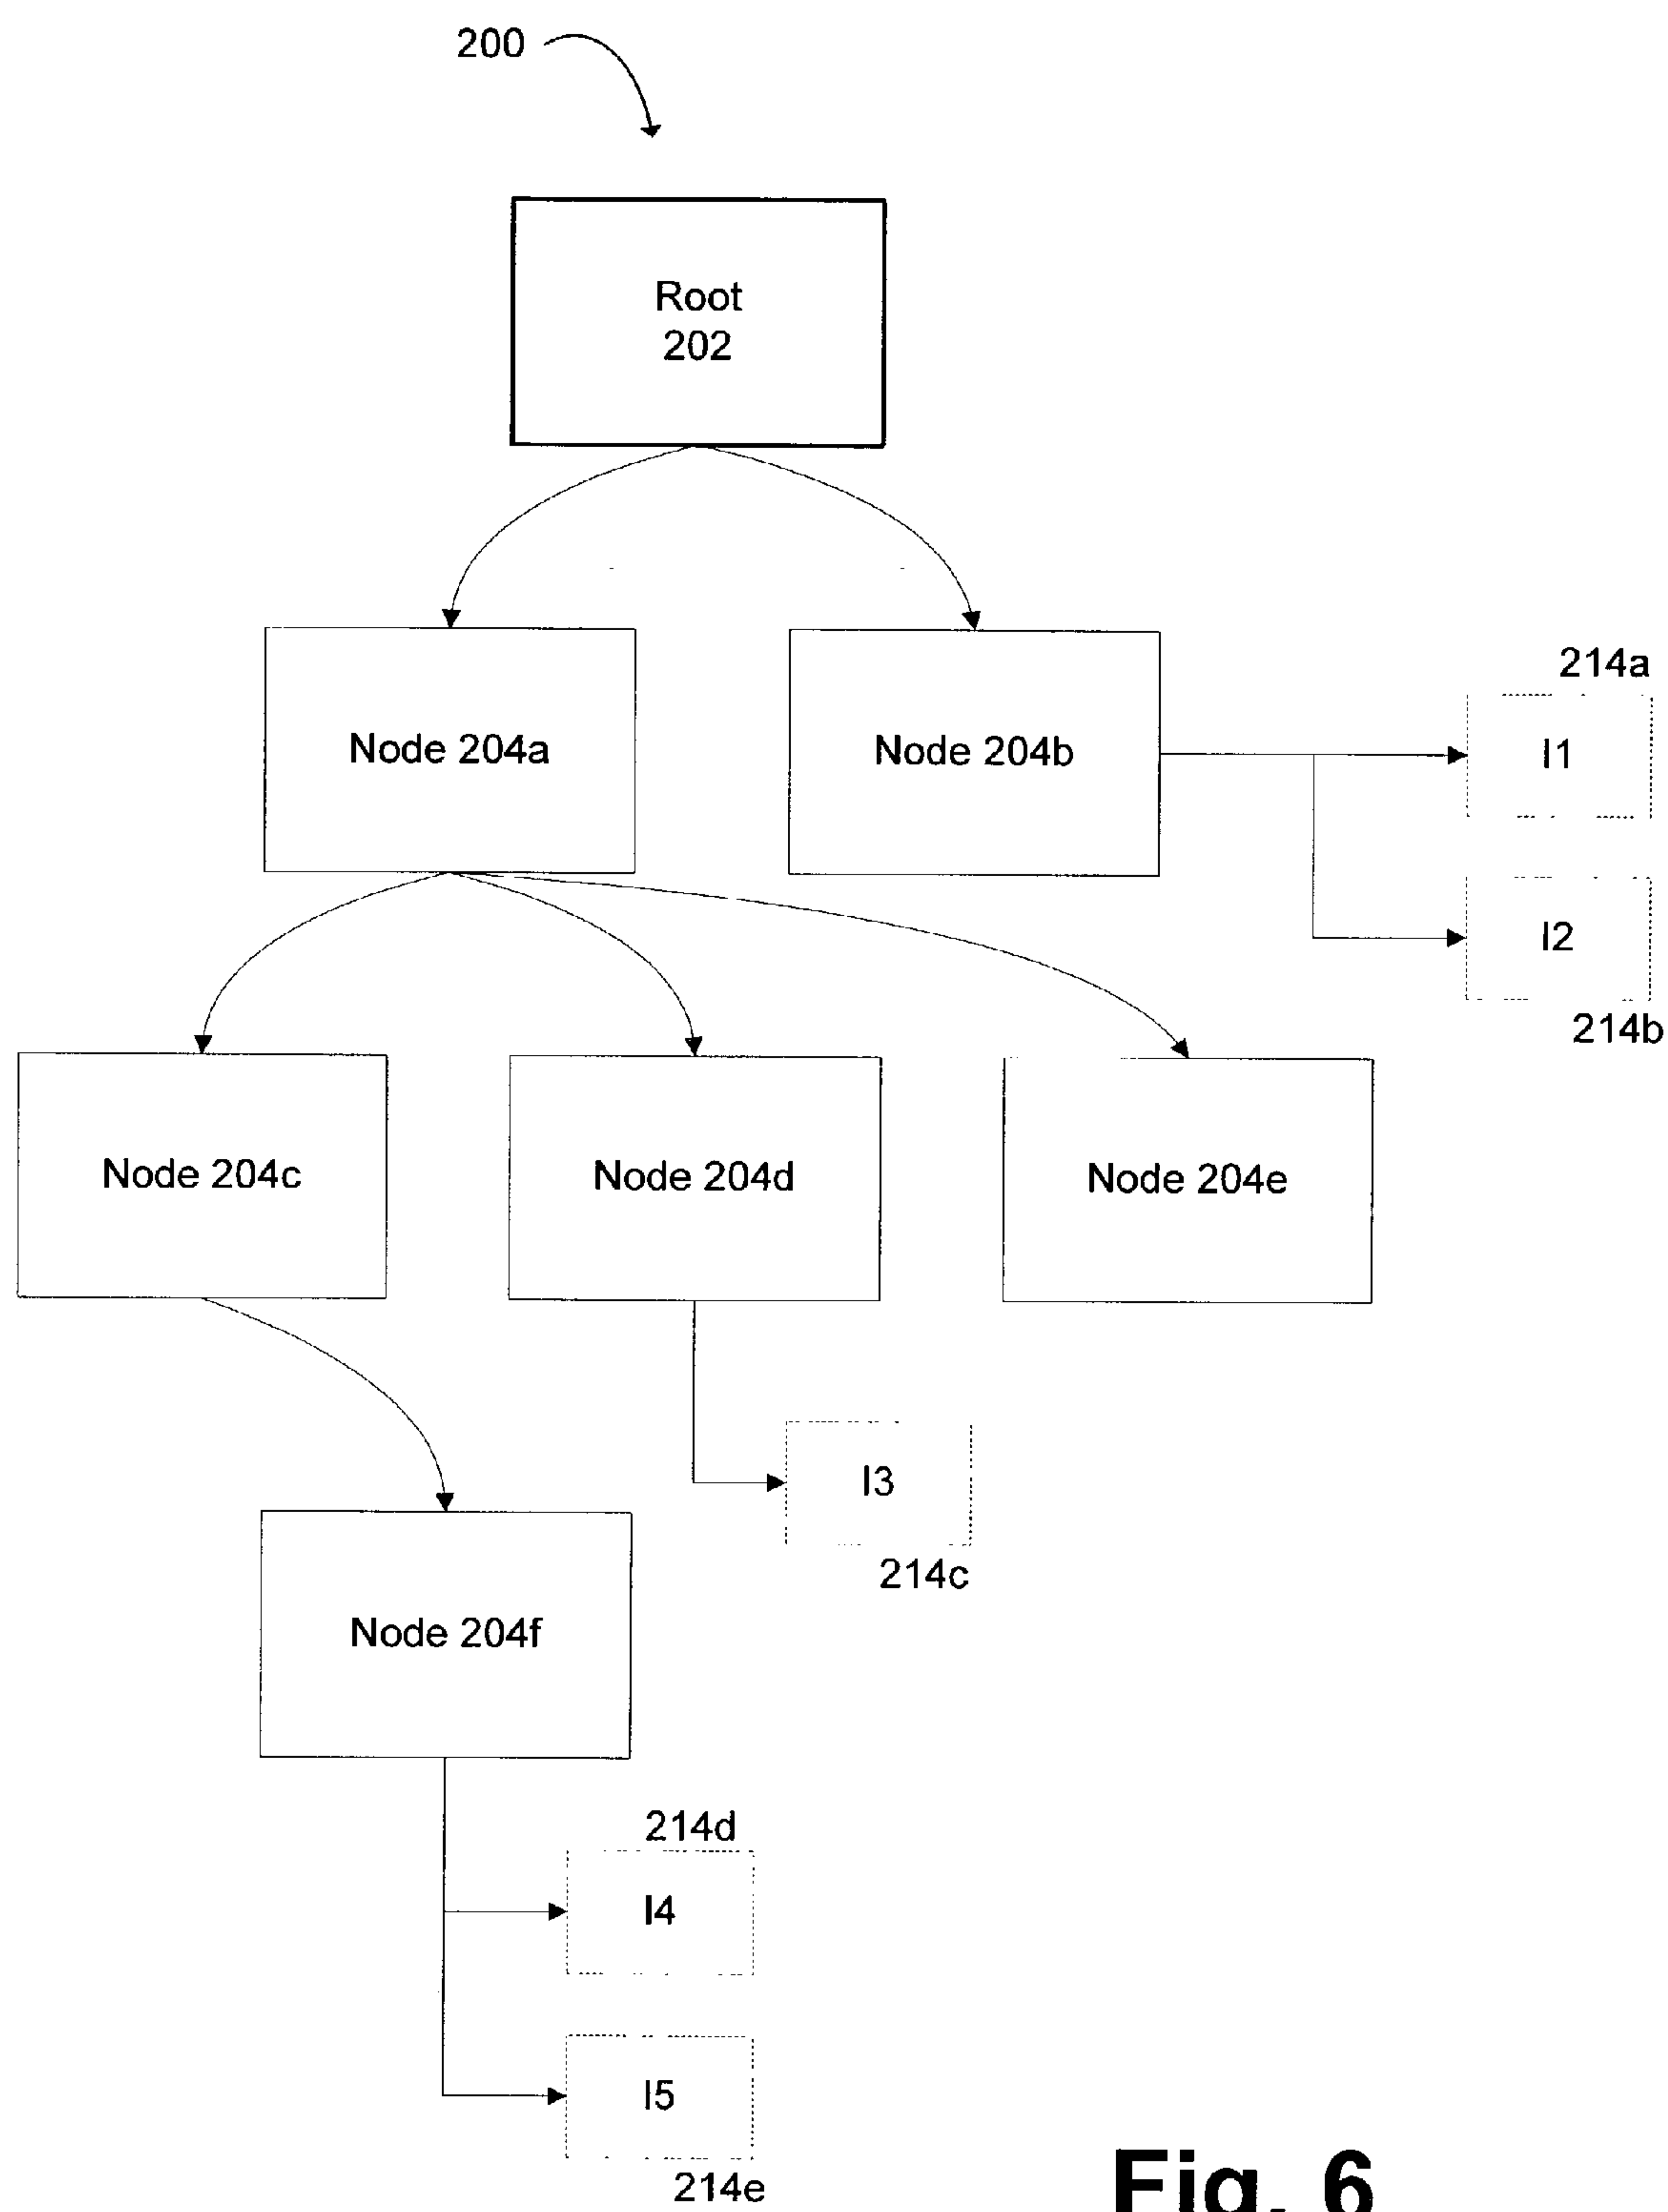 200
Root
202
Node 204a
Node 204b
214a
I1
I2
214b
Node 204c
Node 204d
Node 204e
I3
214c
Node 204f
214d
I4
I5
214e
Fig. 6